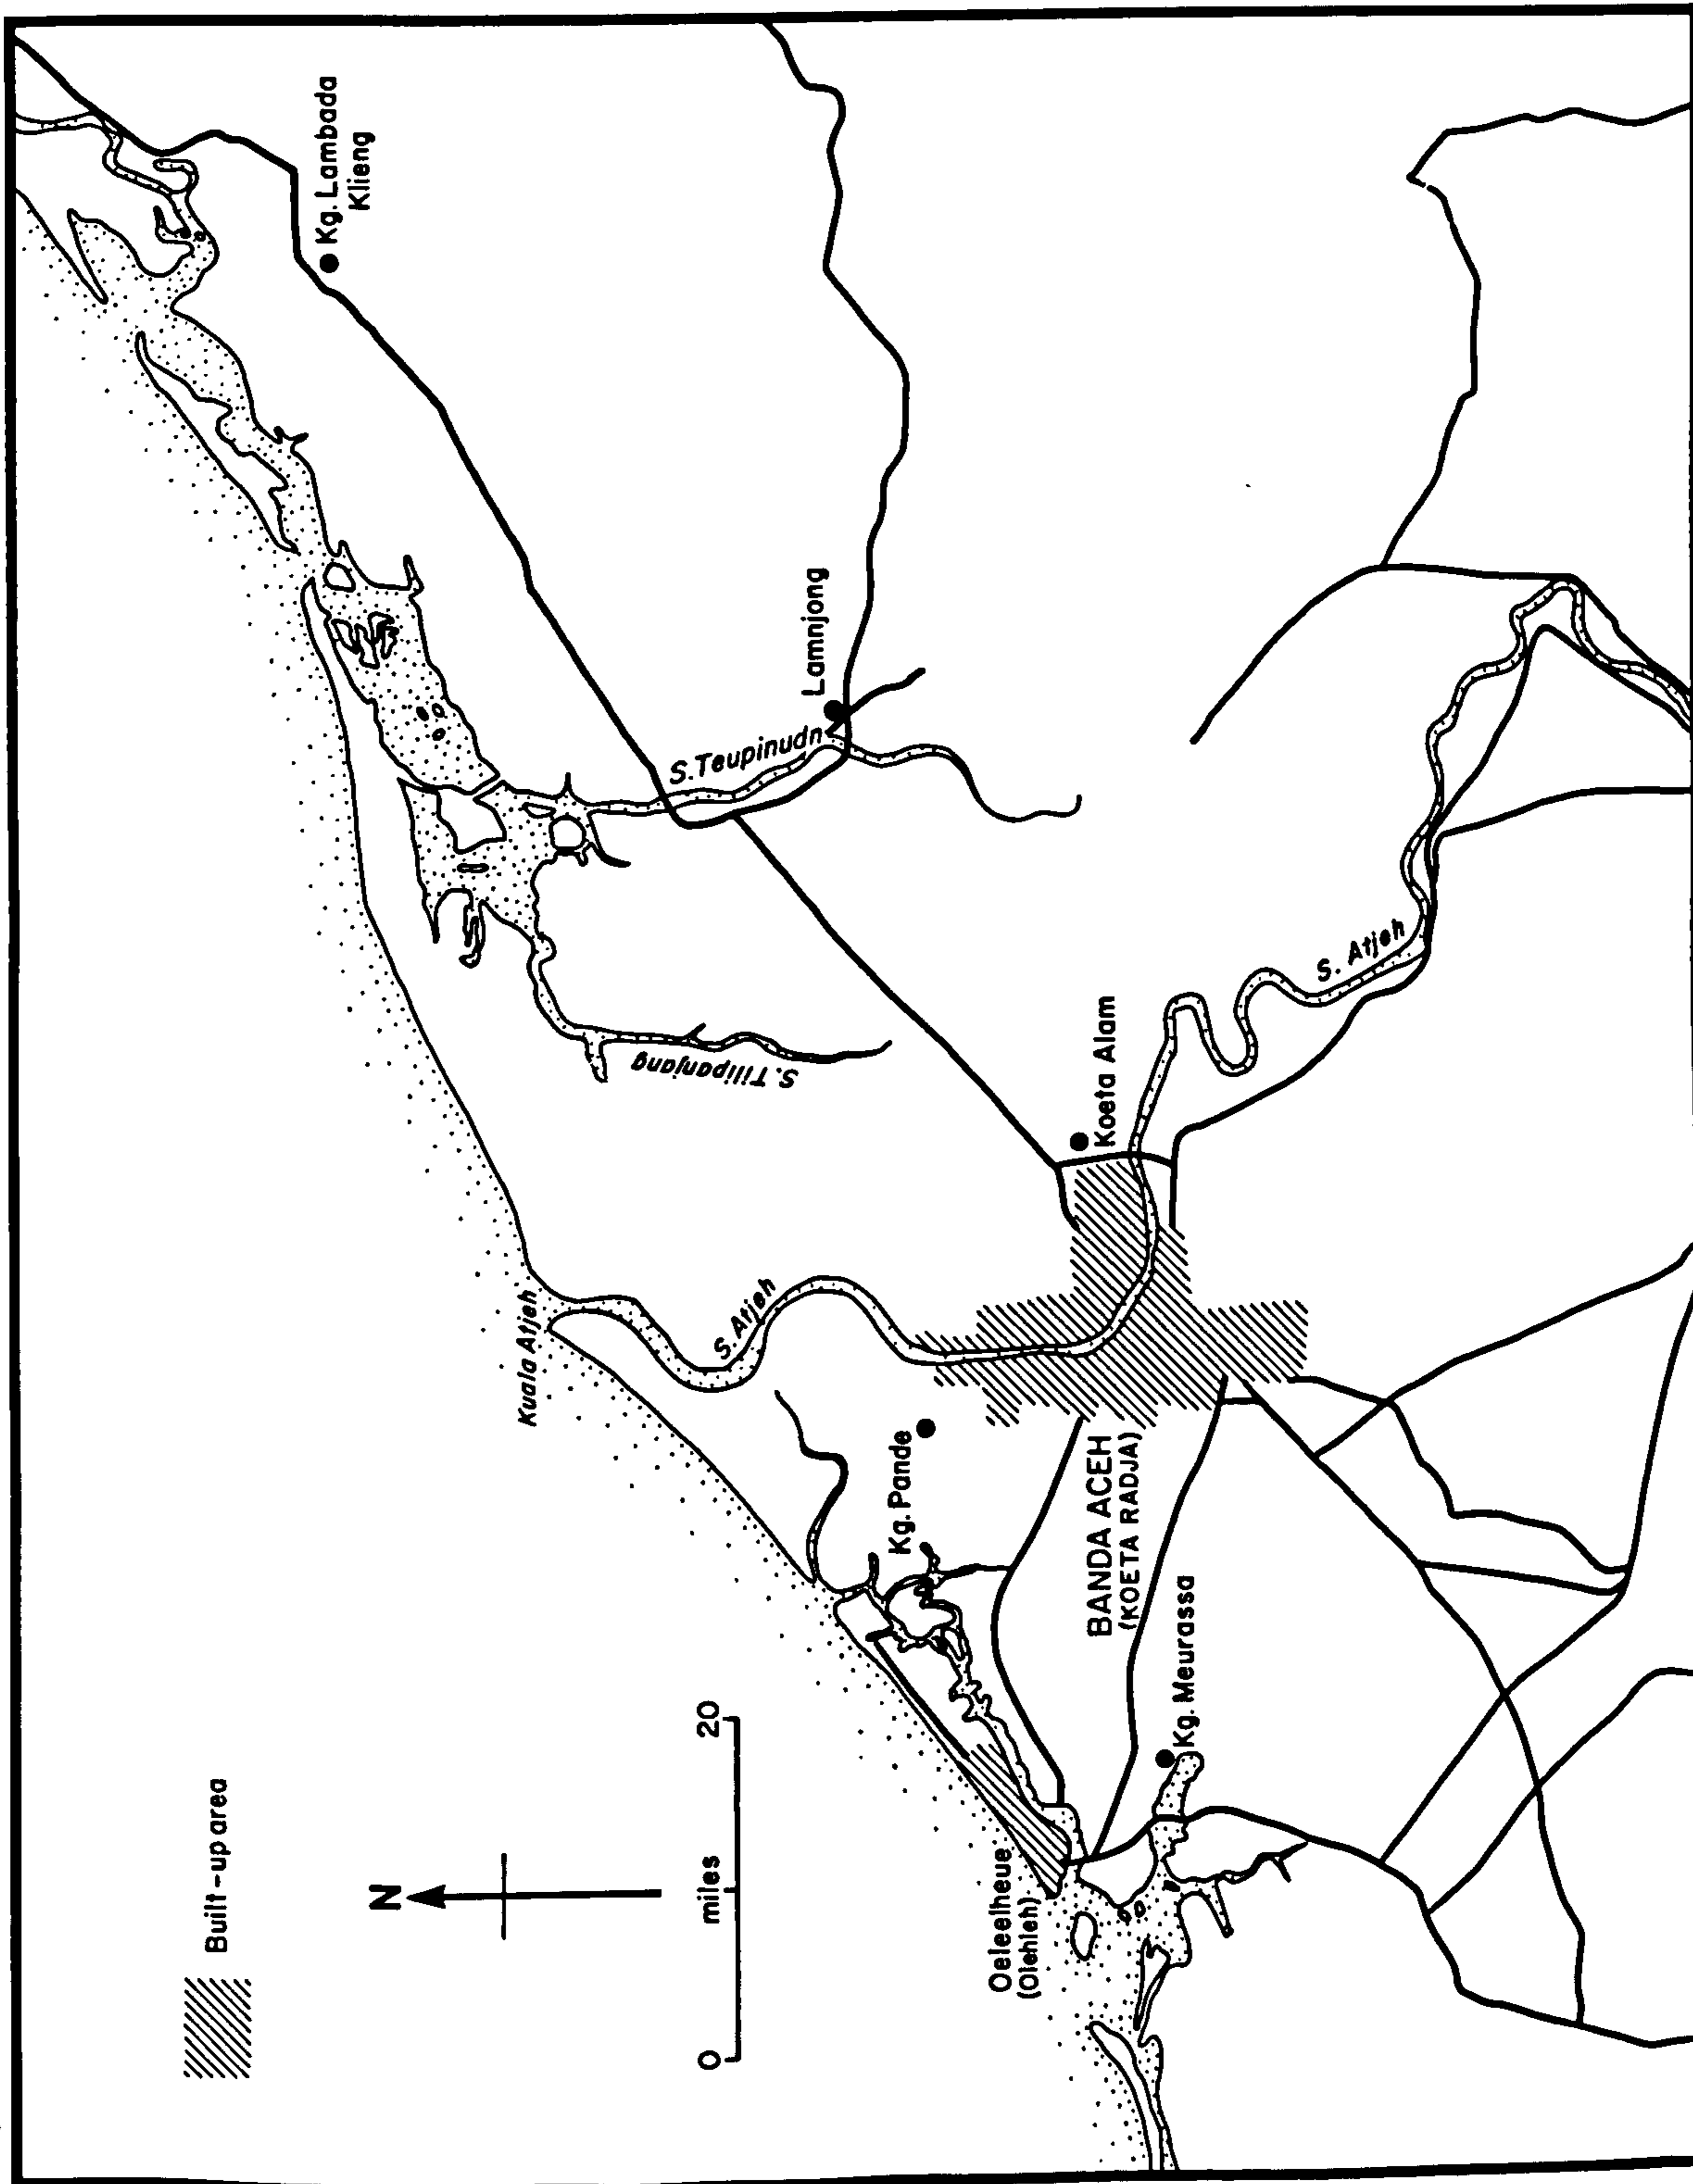 Built-up area
Kg. Lambada
Klieng
N
Kuala Atjeh
S. Tilipanjang
S. Teupinudn
0 miles 20
S. Atjeh
Lamnjong
Kg. Pande
Oeleelheue
(Olehleh)
Koeta Alam
BANDA ACEH
(KOETA RADJA)
Kg. Meurassa
S. Atjeh